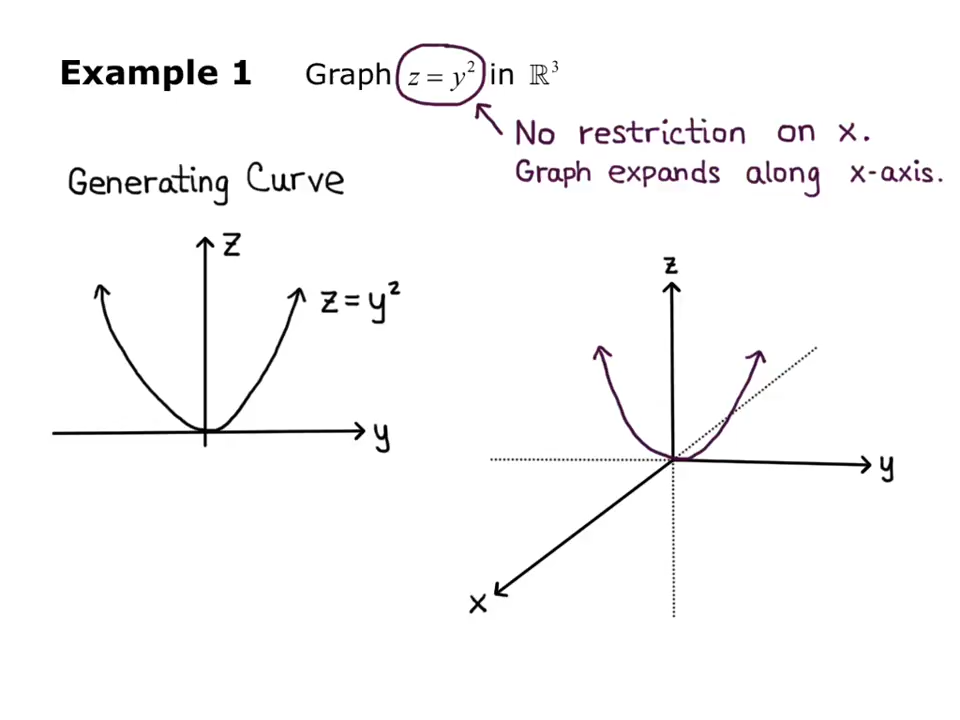 Example 1 Graph z = y² in ℝ³
No restriction on x.
Graph expands along x-axis.
Generating Curve
z
z = y²
y
z
y
x